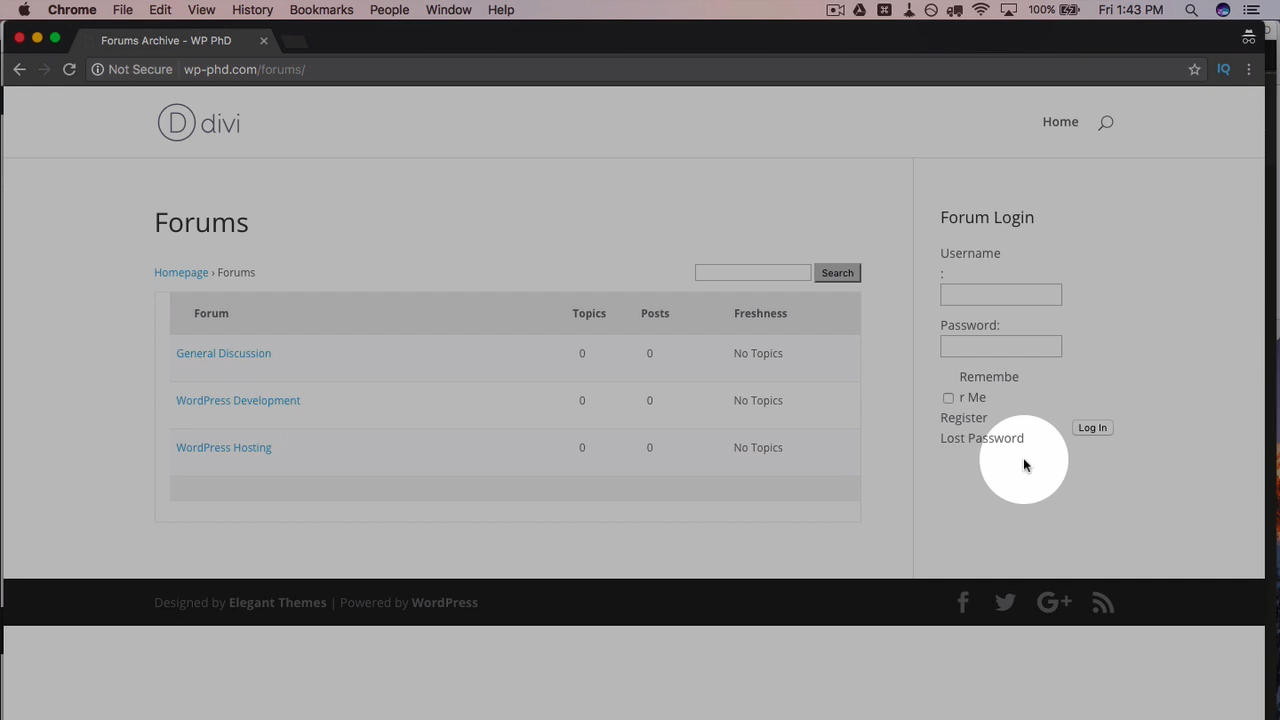 Chrome File Edit View History Bookmarks People Window Help 100% Fri 1:43 PM
Forums Archive - WP PhD
Not Secure wp-phd.com/forums/ IQ
D divi Home
Forums
Homepage › Forums Search
Forum Topics Posts Freshness
General Discussion 0 0 No Topics
WordPress Development 0 0 No Topics
WordPress Hosting 0 0 No Topics
Forum Login
Username
:
Password:
Remembe
r Me
Register
Log In
Lost Password
Designed by Elegant Themes | Powered by WordPress